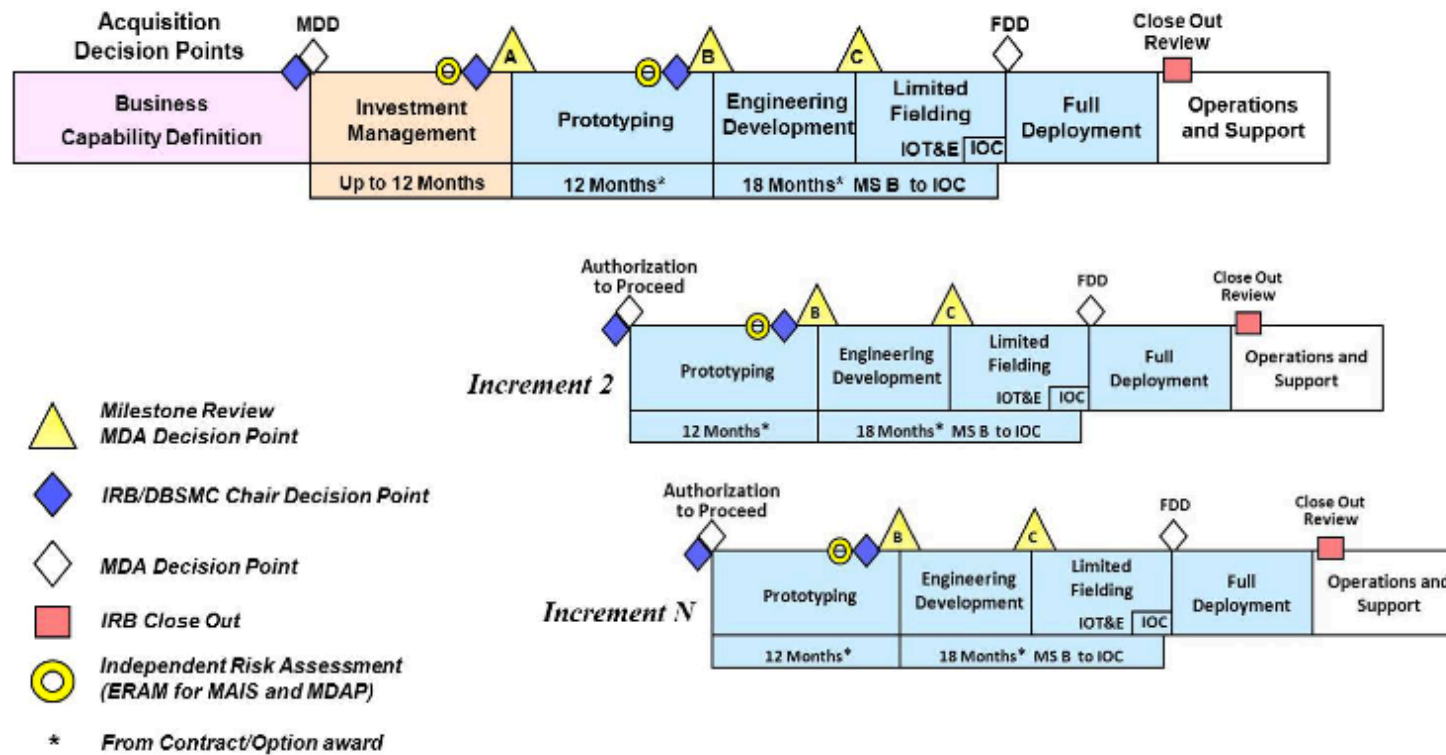 Acquisition
Decision Points
MDD
A
B
C
FDD
Close Out
Review
Business
Capability Definition
Investment
Management
Prototyping
Engineering
Development
Limited
Fielding
IOT&E
IOC
Full
Deployment
Operations
and Support
Up to 12 Months
12 Months*
18 Months* MS B to IOC
Authorization
to Proceed
B
C
FDD
Close Out
Review
Increment 2
Prototyping
Engineering
Development
Limited
Fielding
IOT&E
IOC
Full
Deployment
Operations and
Support
12 Months*
18 Months* MS B to IOC
Authorization
to Proceed
B
C
FDD
Close Out
Review
Increment N
Prototyping
Engineering
Development
Limited
Fielding
IOT&E
IOC
Full
Deployment
Operations and
Support
12 Months*
18 Months* MS B to IOC
Milestone Review
MDA Decision Point
IRB/DBSMC Chair Decision Point
MDA Decision Point
IRB Close Out
Independent Risk Assessment
(ERAM for MAIS and MDAP)
* From Contract/Option award